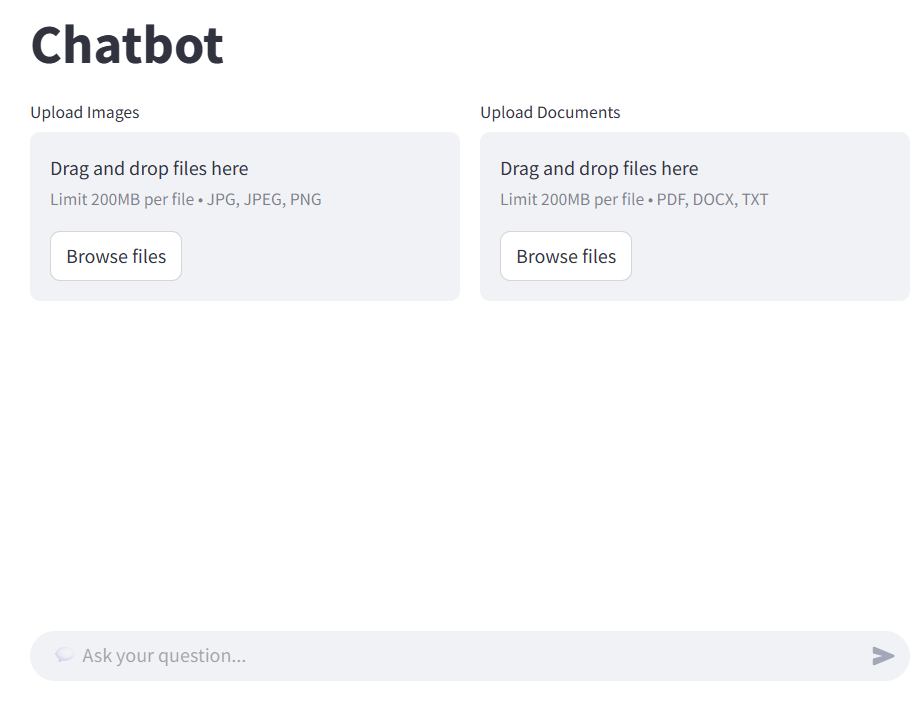 Chatbot
Upload Images
Drag and drop files here
Limit 200MB per file • JPG, JPEG, PNG
Browse files
Upload Documents
Drag and drop files here
Limit 200MB per file • PDF, DOCX, TXT
Browse files
Ask your question...